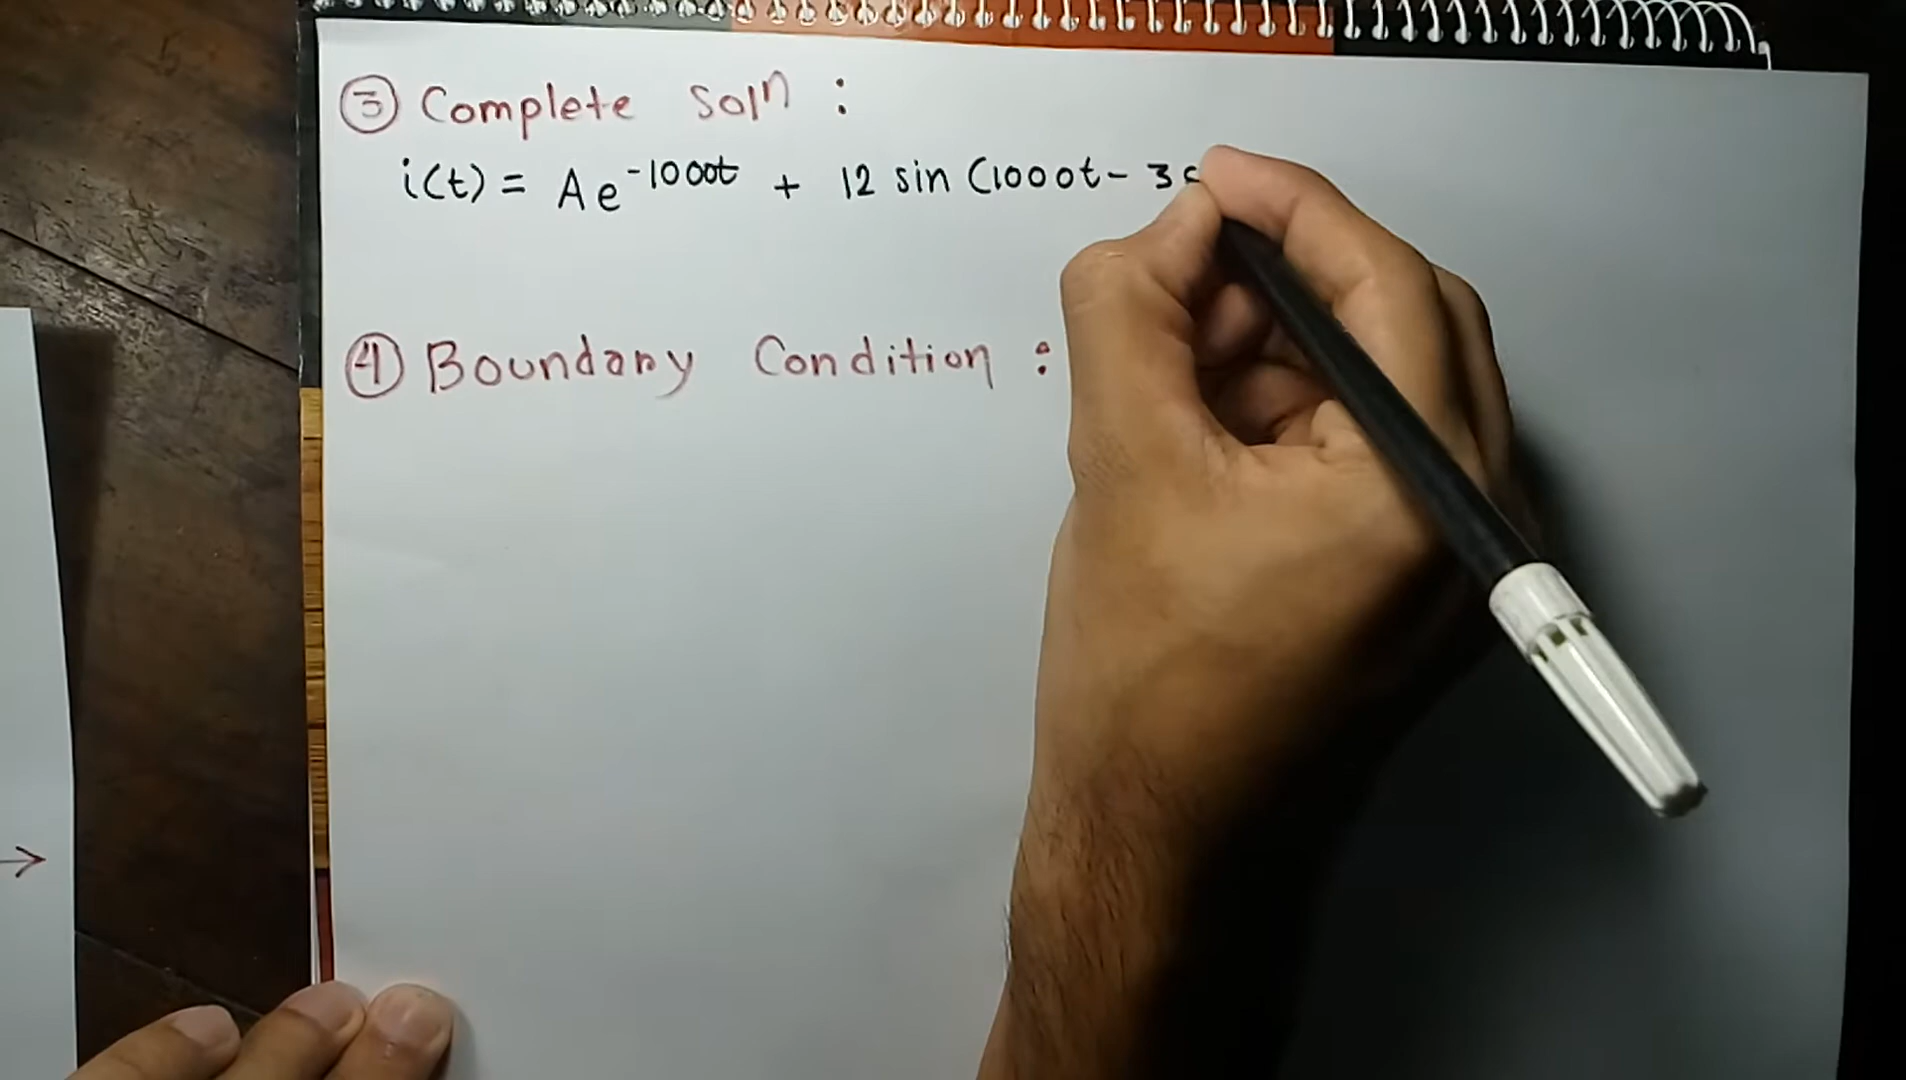 ③ Complete Soln :
i(t) = Ae^-1000t + 12 sin (1000t - 3
④ Boundary Condition :
→